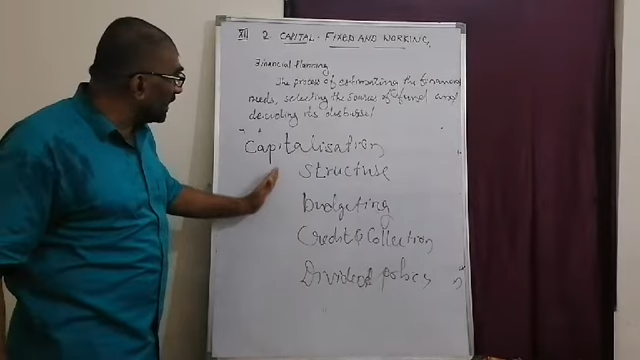 XII 2. CAPITAL - FIXED AND WORKING.
Financial Planning
The process of estimating the financial
needs, selecting the sources of fund and
deciding its disbursal
Capitalisation
Structure
Budgeting
Credit & Collection
Dividend policy